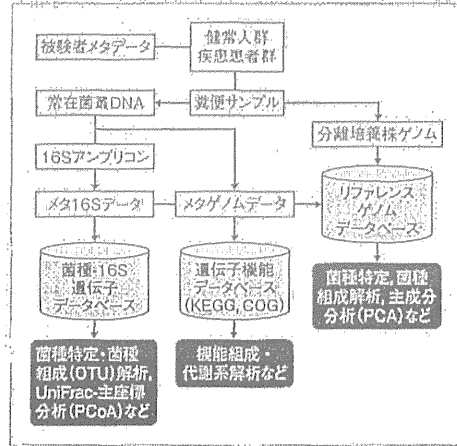 被験者メタデータ
健常人群
疾患患者群
常在菌叢DNA
糞便サンプル
分離培養株ゲノム
16Sアンプリコン
メタ16Sデータ
メタゲノムデータ
リファレンス
ゲノム
データベース
菌種・16S
遺伝子
データベース
遺伝子機能
データベース
(KEGG, COG)
菌種特定, 菌種
組成解析, 主成分
分析(PCA)など
菌種特定・菌種
組成(OTU)解析,
UniFrac-主座標
分析(PCoA)など
機能組成・
代謝系解析など